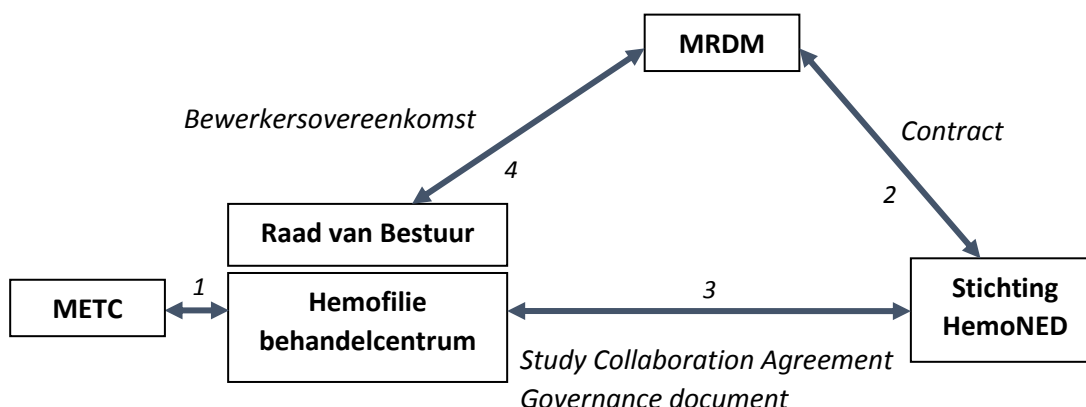 MRDM
Bewerkersovereenkomst
Contract
4
2
Raad van Bestuur
1
METC
Hemofilie
behandelcentrum
3
Stichting
HemoNED
Study Collaboration Agreement
Governance document